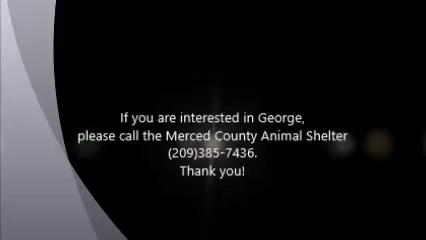 If you are interested in George,
please call the Merced County Animal Shelter
(209)385-7436.
Thank you!